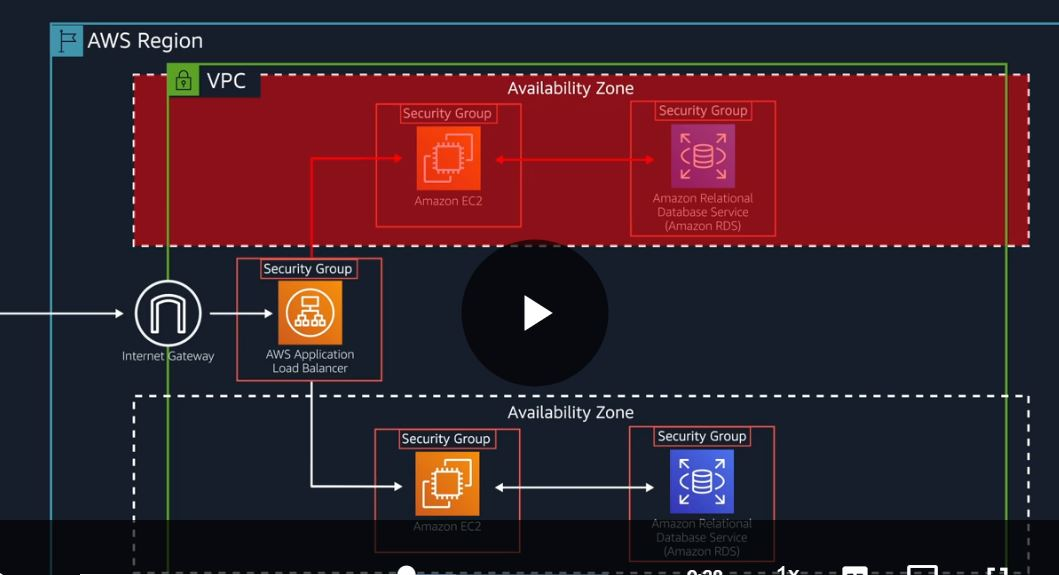 AWS Region
VPC
Availability Zone
Security Group
Security Group
Amazon EC2
Amazon Relational
Database Service
(Amazon RDS)
Security Group
Internet Gateway
AWS Application
Load Balancer
Availability Zone
Security Group
Security Group
Amazon EC2
Amazon Relational
Database Service
(Amazon RDS)
1x